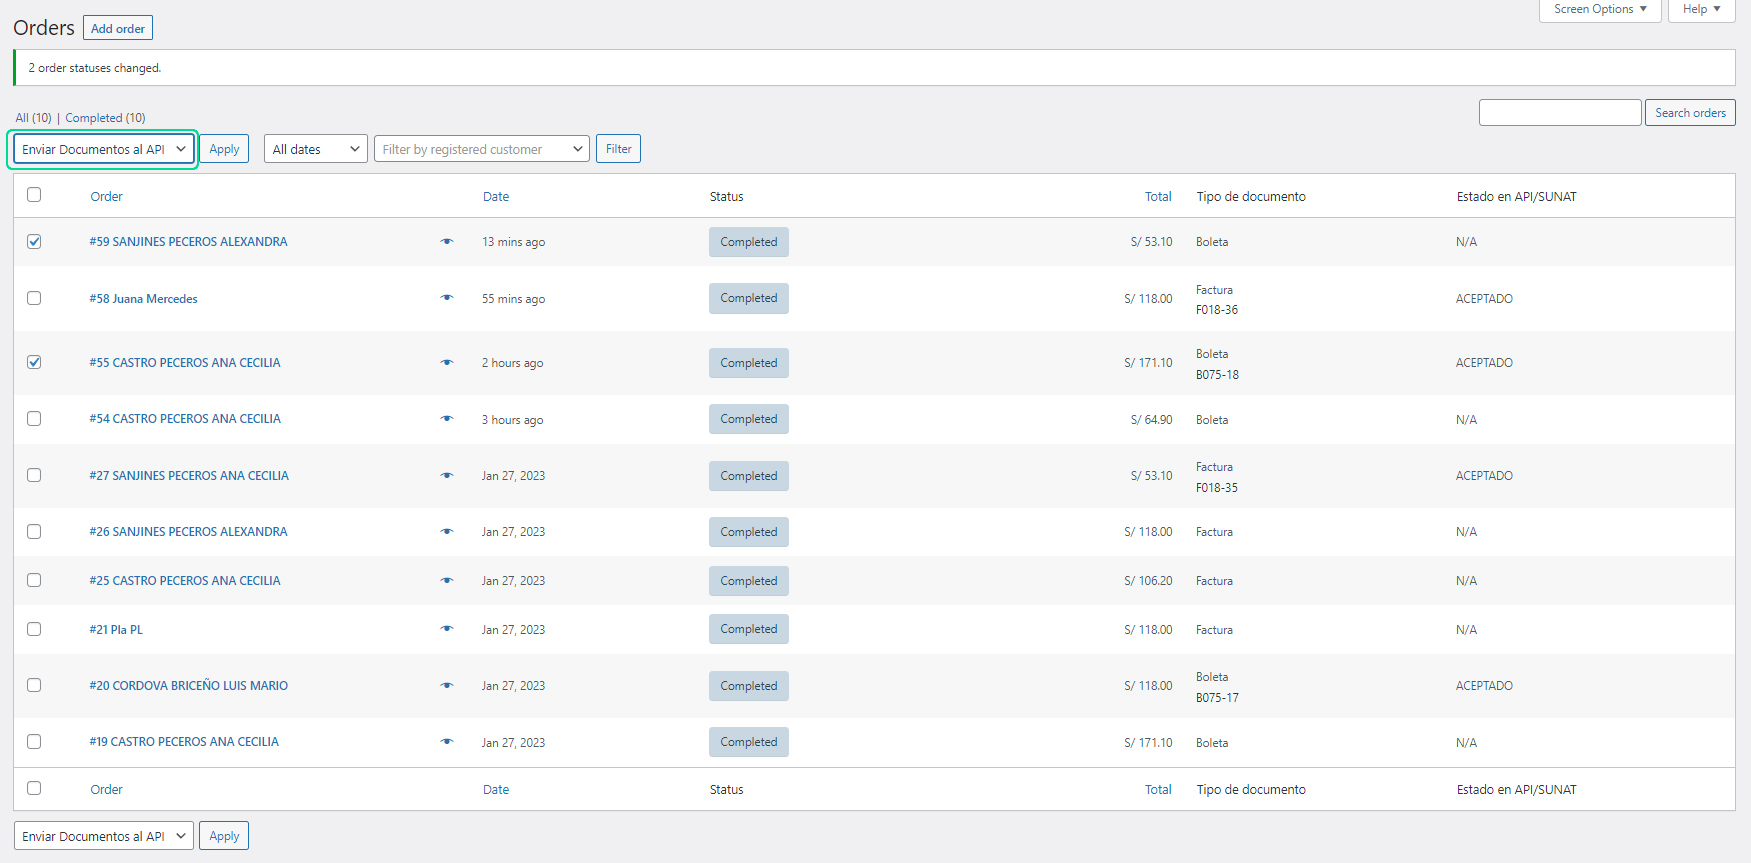 Screen Options
Help
Orders
Add order
2 order statuses changed.
All (10) | Completed (10)
Search orders
Enviar Documentos al API
Apply
All dates
Filter by registered customer
Filter
Order Date Status Total Tipo de documento Estado en API/SUNAT
#59 SANJINES PECEROS ALEXANDRA 13 mins ago Completed S/ 53.10 Boleta N/A
#58 Juana Mercedes 55 mins ago Completed S/ 118.00 Factura ACEPTADO
F018-36
#55 CASTRO PECEROS ANA CECILIA 2 hours ago Completed S/ 171.10 Boleta ACEPTADO
B075-18
#54 CASTRO PECEROS ANA CECILIA 3 hours ago Completed S/ 64.90 Boleta N/A
#27 SANJINES PECEROS ANA CECILIA Jan 27, 2023 Completed S/ 53.10 Factura ACEPTADO
F018-35
#26 SANJINES PECEROS ALEXANDRA Jan 27, 2023 Completed S/ 118.00 Factura N/A
#25 CASTRO PECEROS ANA CECILIA Jan 27, 2023 Completed S/ 106.20 Factura N/A
#21 Pla PL Jan 27, 2023 Completed S/ 118.00 Factura N/A
#20 CORDOVA BRICEÑO LUIS MARIO Jan 27, 2023 Completed S/ 118.00 Boleta ACEPTADO
B075-17
#19 CASTRO PECEROS ANA CECILIA Jan 27, 2023 Completed S/ 171.10 Boleta N/A
Order Date Status Total Tipo de documento Estado en API/SUNAT
Enviar Documentos al API
Apply